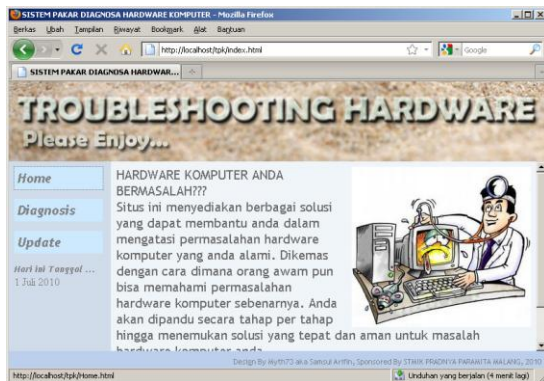 SISTEM PAKAR DIAGNOSA HARDWARE KOMPUTER - Mozilla Firefox
Berkas Ubah Tampilan Riwayat Bookmark Alat Bantuan
http://localhost/tpk/index.html
Google
SISTEM PAKAR DIAGNOSA HARDWAR...
TROUBLESHOOTING HARDWARE
Please Enjoy...
Home
Diagnosis
Update
Hari Ini Tanggal ...
1 Juli 2010
HARDWARE KOMPUTER ANDA
BERMASALAH???
Situs ini menyediakan berbagai solusi
yang dapat membantu anda dalam
mengatasi permasalahan hardware
komputer yang anda alami. Dikemas
dengan cara dimana orang awam pun
bisa memahami permasalahan
hardware komputer sebenarnya. Anda
akan dipandu secara tahap per tahap
hingga menemukan solusi yang tepat dan aman untuk masalah
hardware komputer anda
Design By Myth73 aka Samsul Arifin, Sponsored By STMIK PRADNYA PARAMITA MALANG, 2010
http://localhost/tpk/Home.html
Unduhan yang berjalan (4 menit lagi)